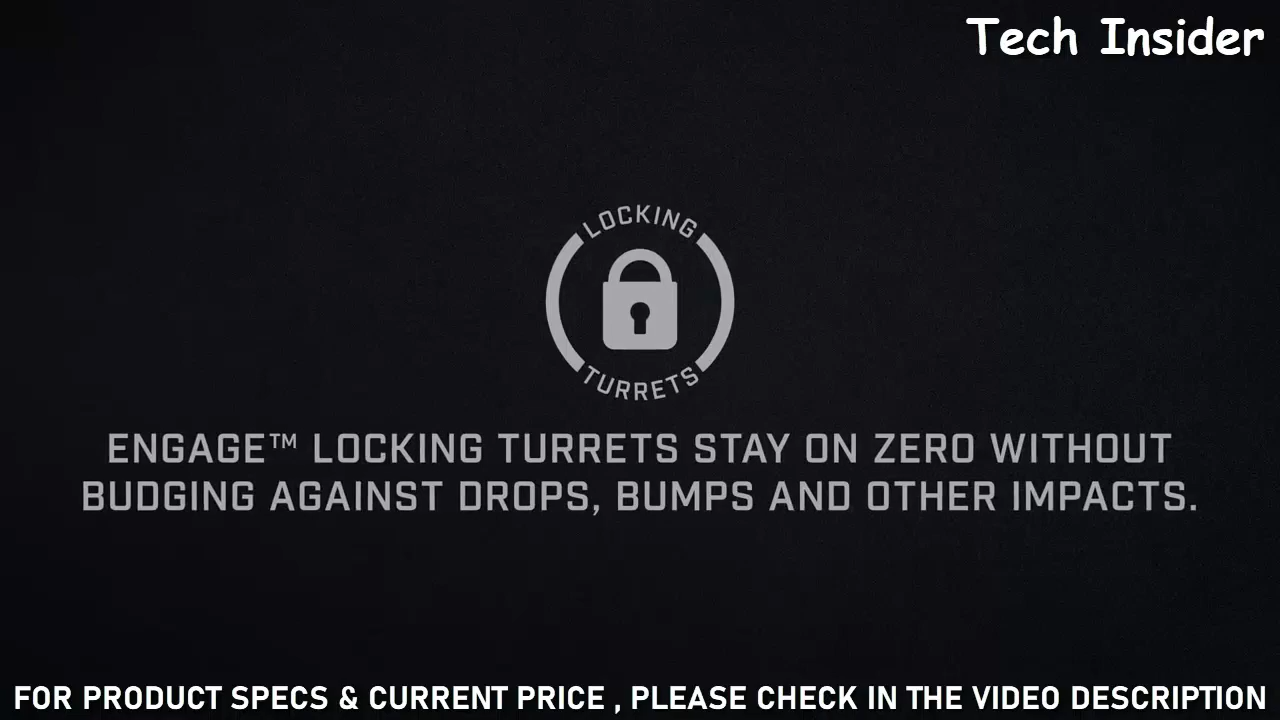 Tech Insider
LOCKING
TURRETS
ENGAGE™ LOCKING TURRETS STAY ON ZERO WITHOUT
BUDGING AGAINST DROPS, BUMPS AND OTHER IMPACTS.
FOR PRODUCT SPECS & CURRENT PRICE , PLEASE CHECK IN THE VIDEO DESCRIPTION